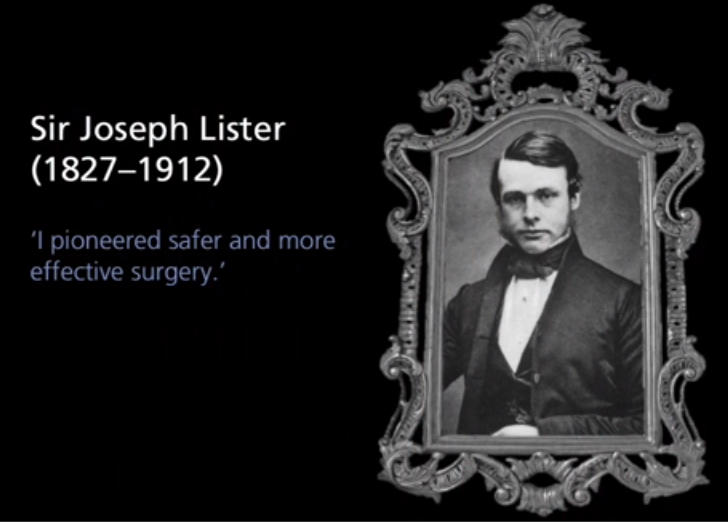 Sir Joseph Lister
(1827–1912)
‘I pioneered safer and more
effective surgery.’